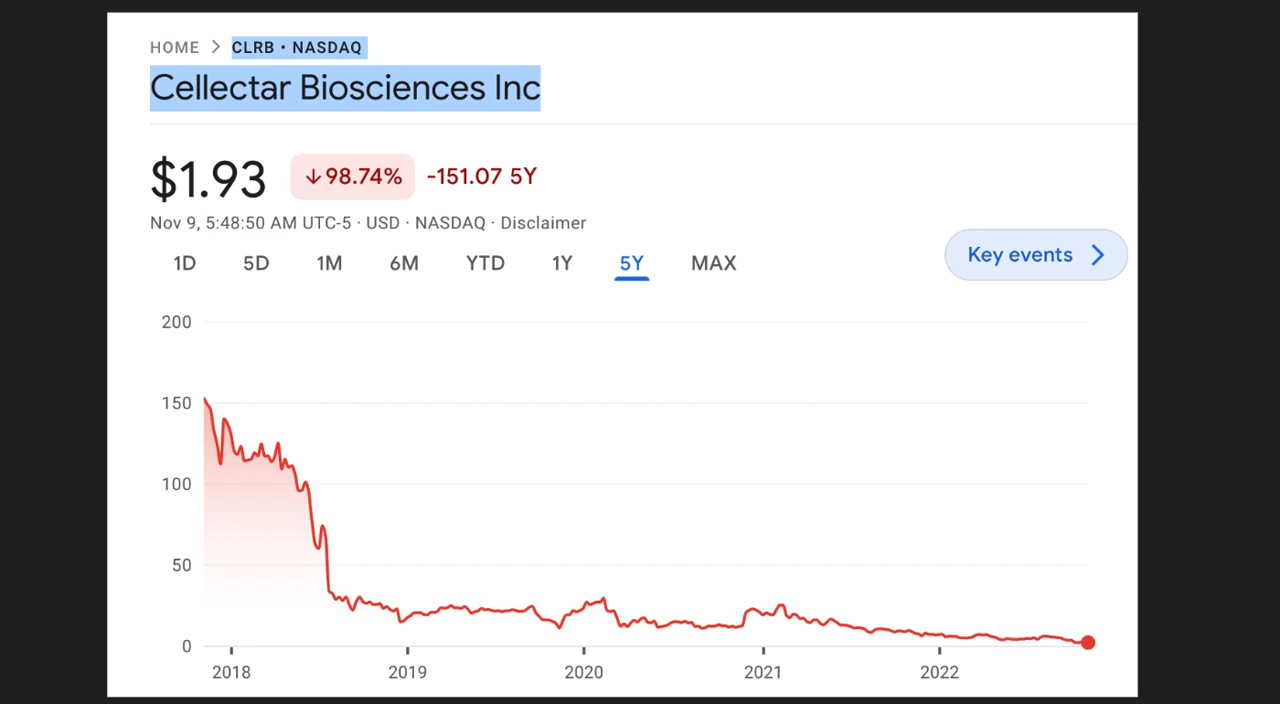 HOME > CLRB • NASDAQ
Cellectar Biosciences Inc
$1.93 ↓98.74% -151.07 5Y
Nov 9, 5:48:50 AM UTC-5 · USD · NASDAQ · Disclaimer
1D 5D 1M 6M YTD 1Y 5Y MAX
Key events >
200
150
100
50
0
2018 2019 2020 2021 2022